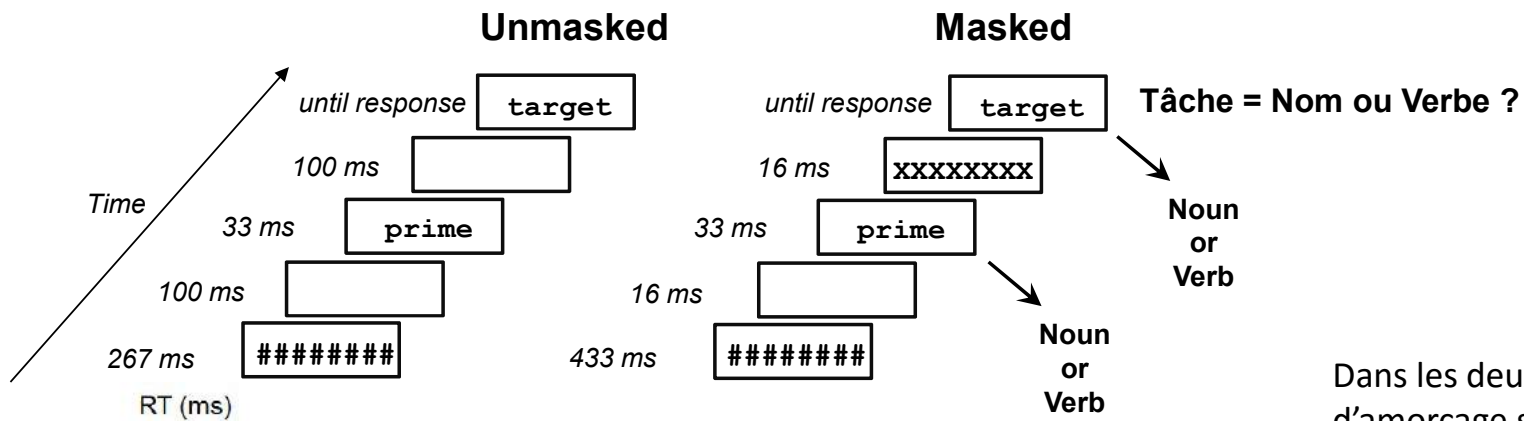 Unmasked
Masked
until response
target
100 ms
33 ms
prime
100 ms
267 ms
########
Time
RT (ms)
until response
target
16 ms
xxxxxxxx
33 ms
prime
16 ms
433 ms
########
Tâche = Nom ou Verbe ?
Noun
or
Verb
Noun
or
Verb
Dans les deu
d'amorçage s